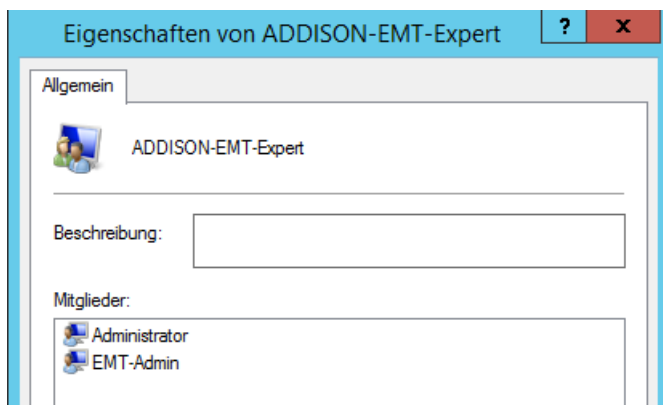 Eigenschaften von ADDISON-EMT-Expert ? x
Allgemein
ADDISON-EMT-Expert
Beschreibung:
Mitglieder:
Administrator
EMT-Admin